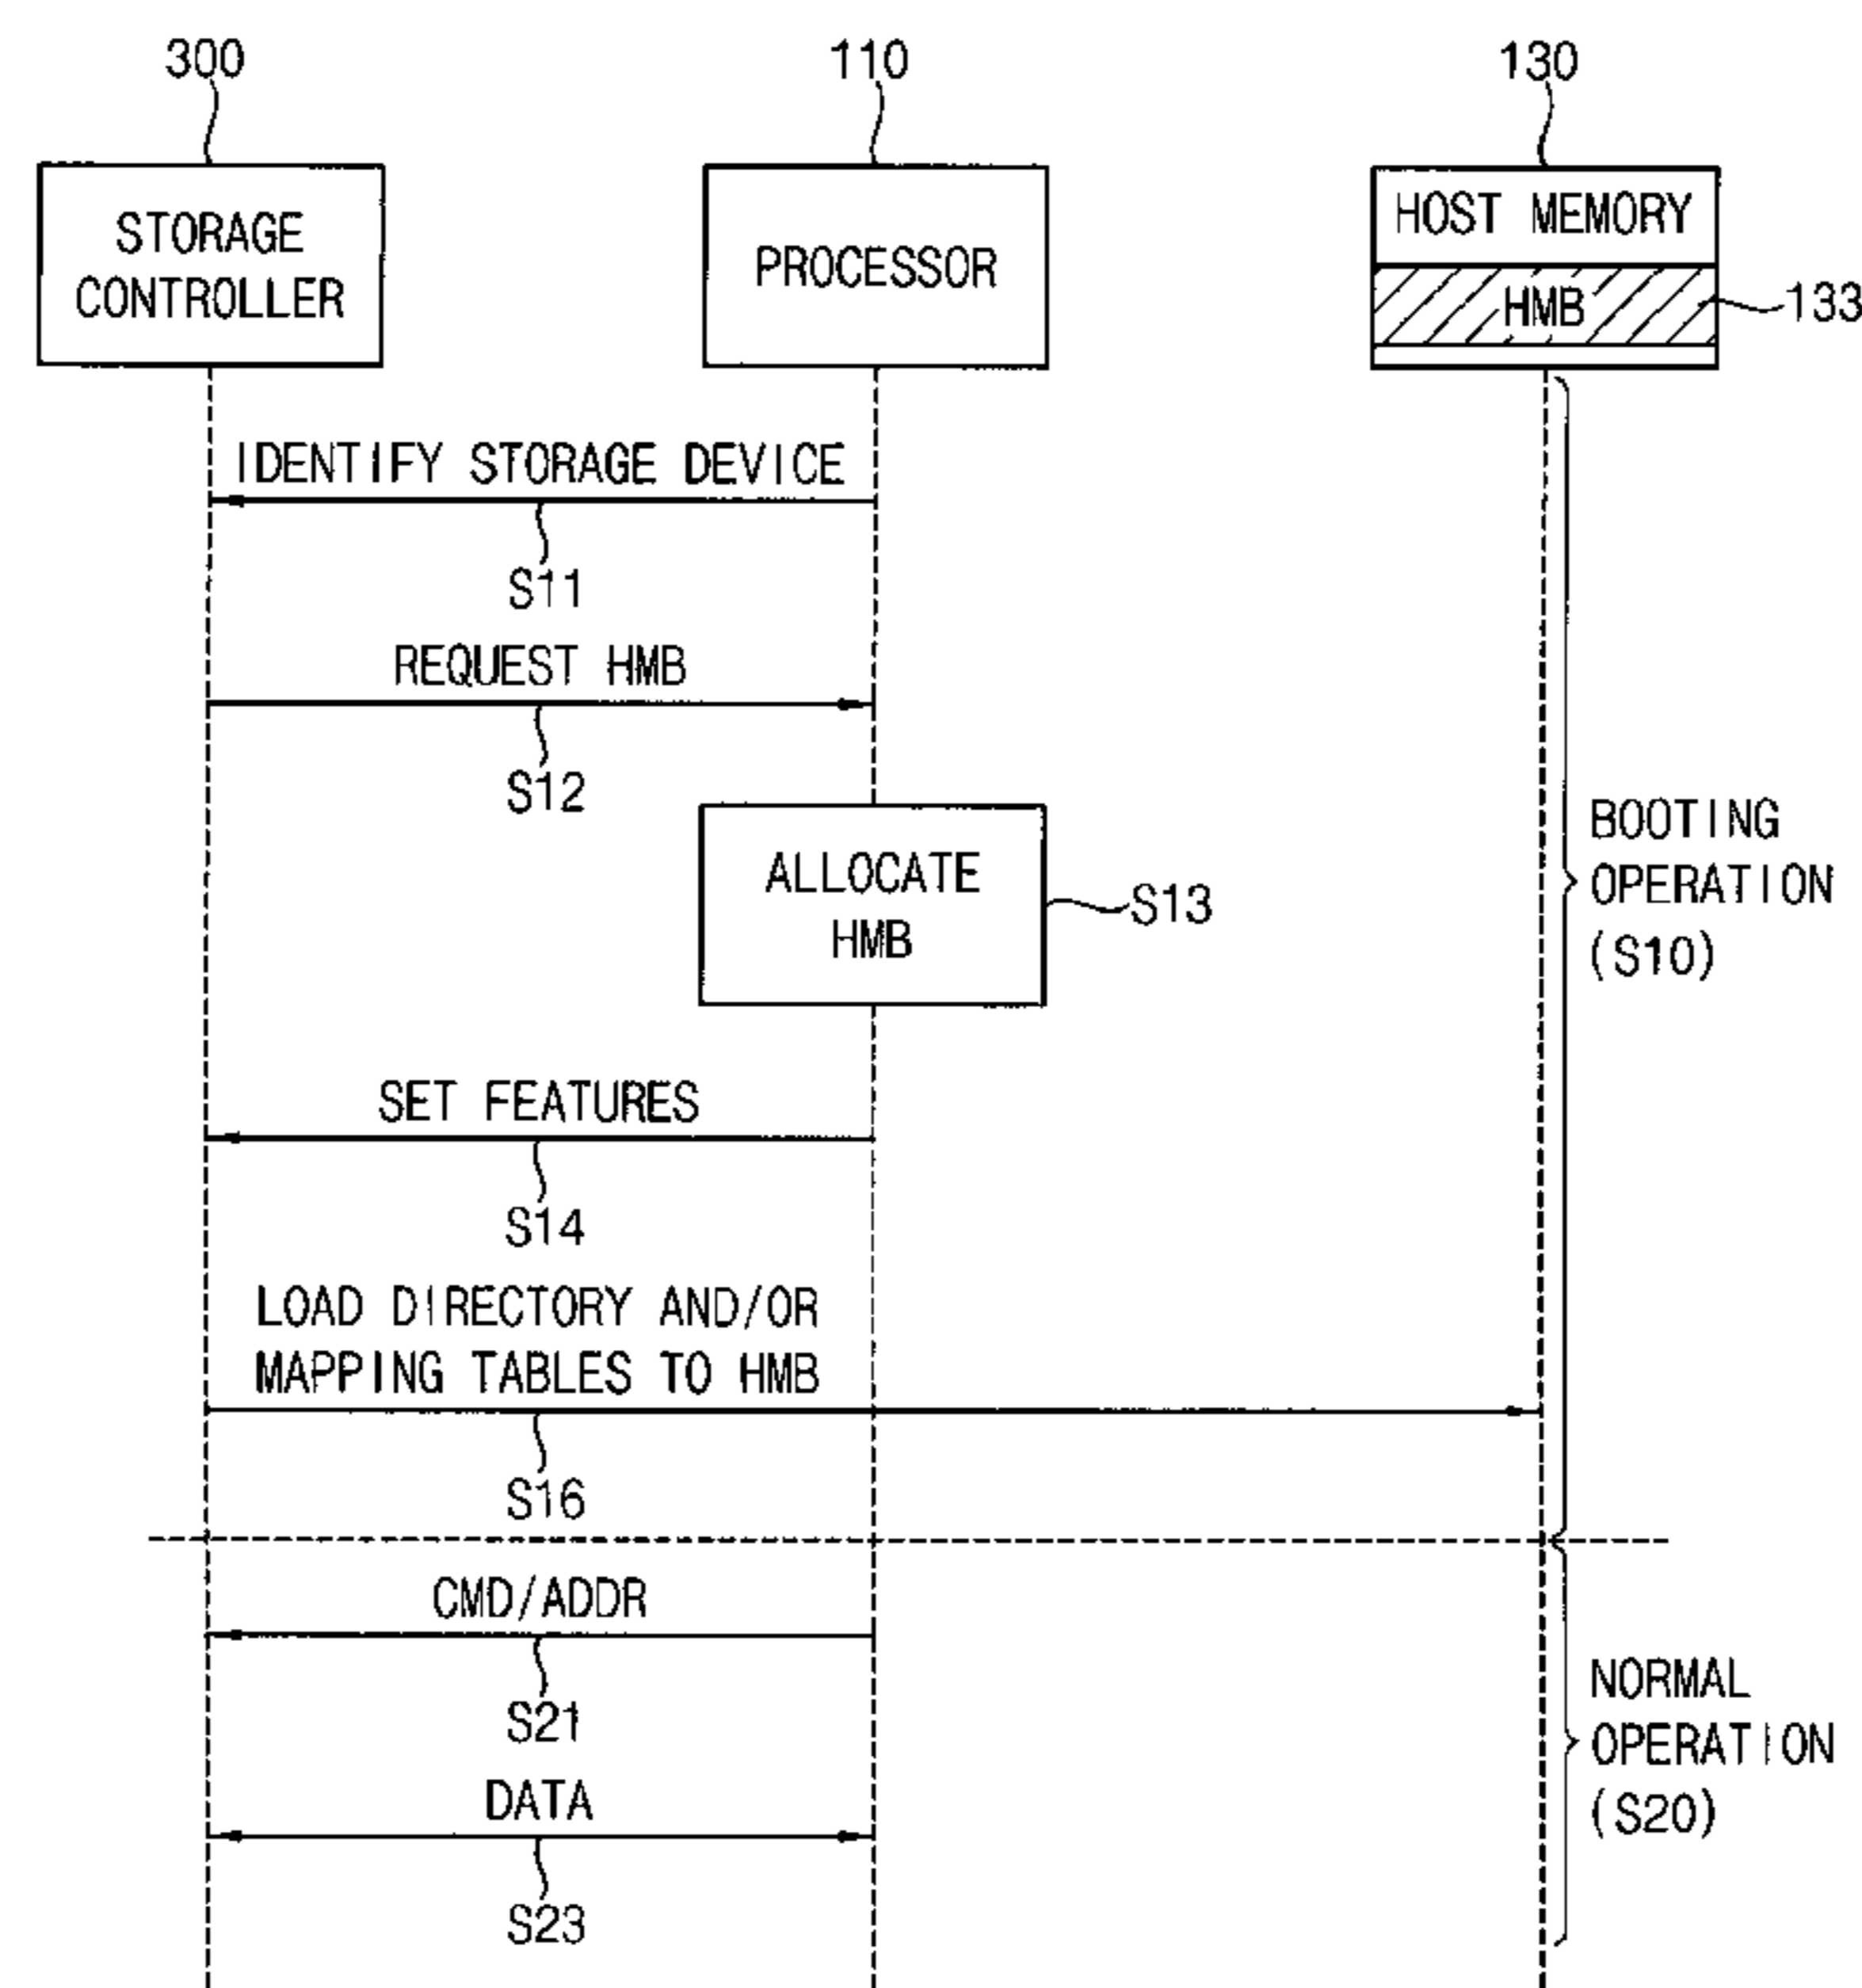 300
110
130
STORAGE
CONTROLLER
PROCESSOR
HOST MEMORY
HMB
133
IDENTIFY STORAGE DEVICE
S11
REQUEST HMB
S12
ALLOCATE
HMB
S13
BOOTING
OPERATION
(S10)
SET FEATURES
S14
LOAD DIRECTORY AND/OR
MAPPING TABLES TO HMB
S16
CMD/ADDR
S21
NORMAL
OPERATION
(S20)
DATA
S23